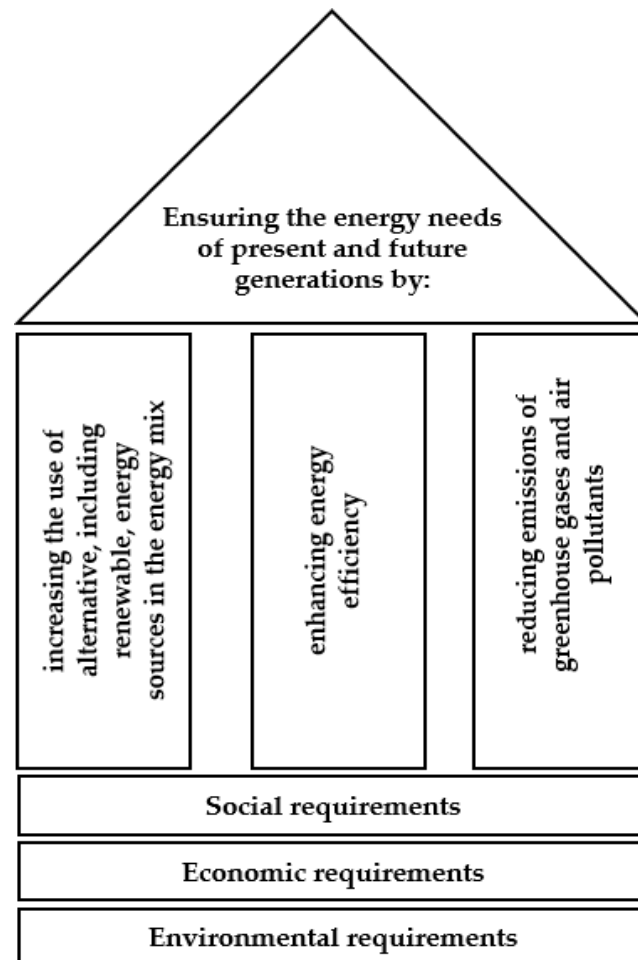 Ensuring the energy needs
of present and future
generations by:
increasing the use of
alternative, including
renewable, energy
sources in the energy mix
enhancing energy
efficiency
reducing emissions of
greenhouse gases and air
pollutants
Social requirements
Economic requirements
Environmental requirements